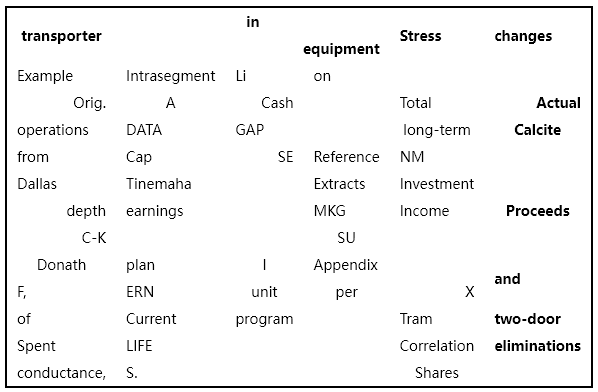 transporter in equipment Stress changes
Example Intrasegment Li on
Orig. A Cash Total Actual
operations DATA GAP long-term Calcite
from Cap SE Reference NM
Dallas Tinemaha Extracts Investment
depth earnings MKG Income Proceeds
C-K SU
Donath plan I Appendix and
F, ERN unit per X
of Current program Tram two-door
Spent LIFE Correlation eliminations
conductance, S. Shares